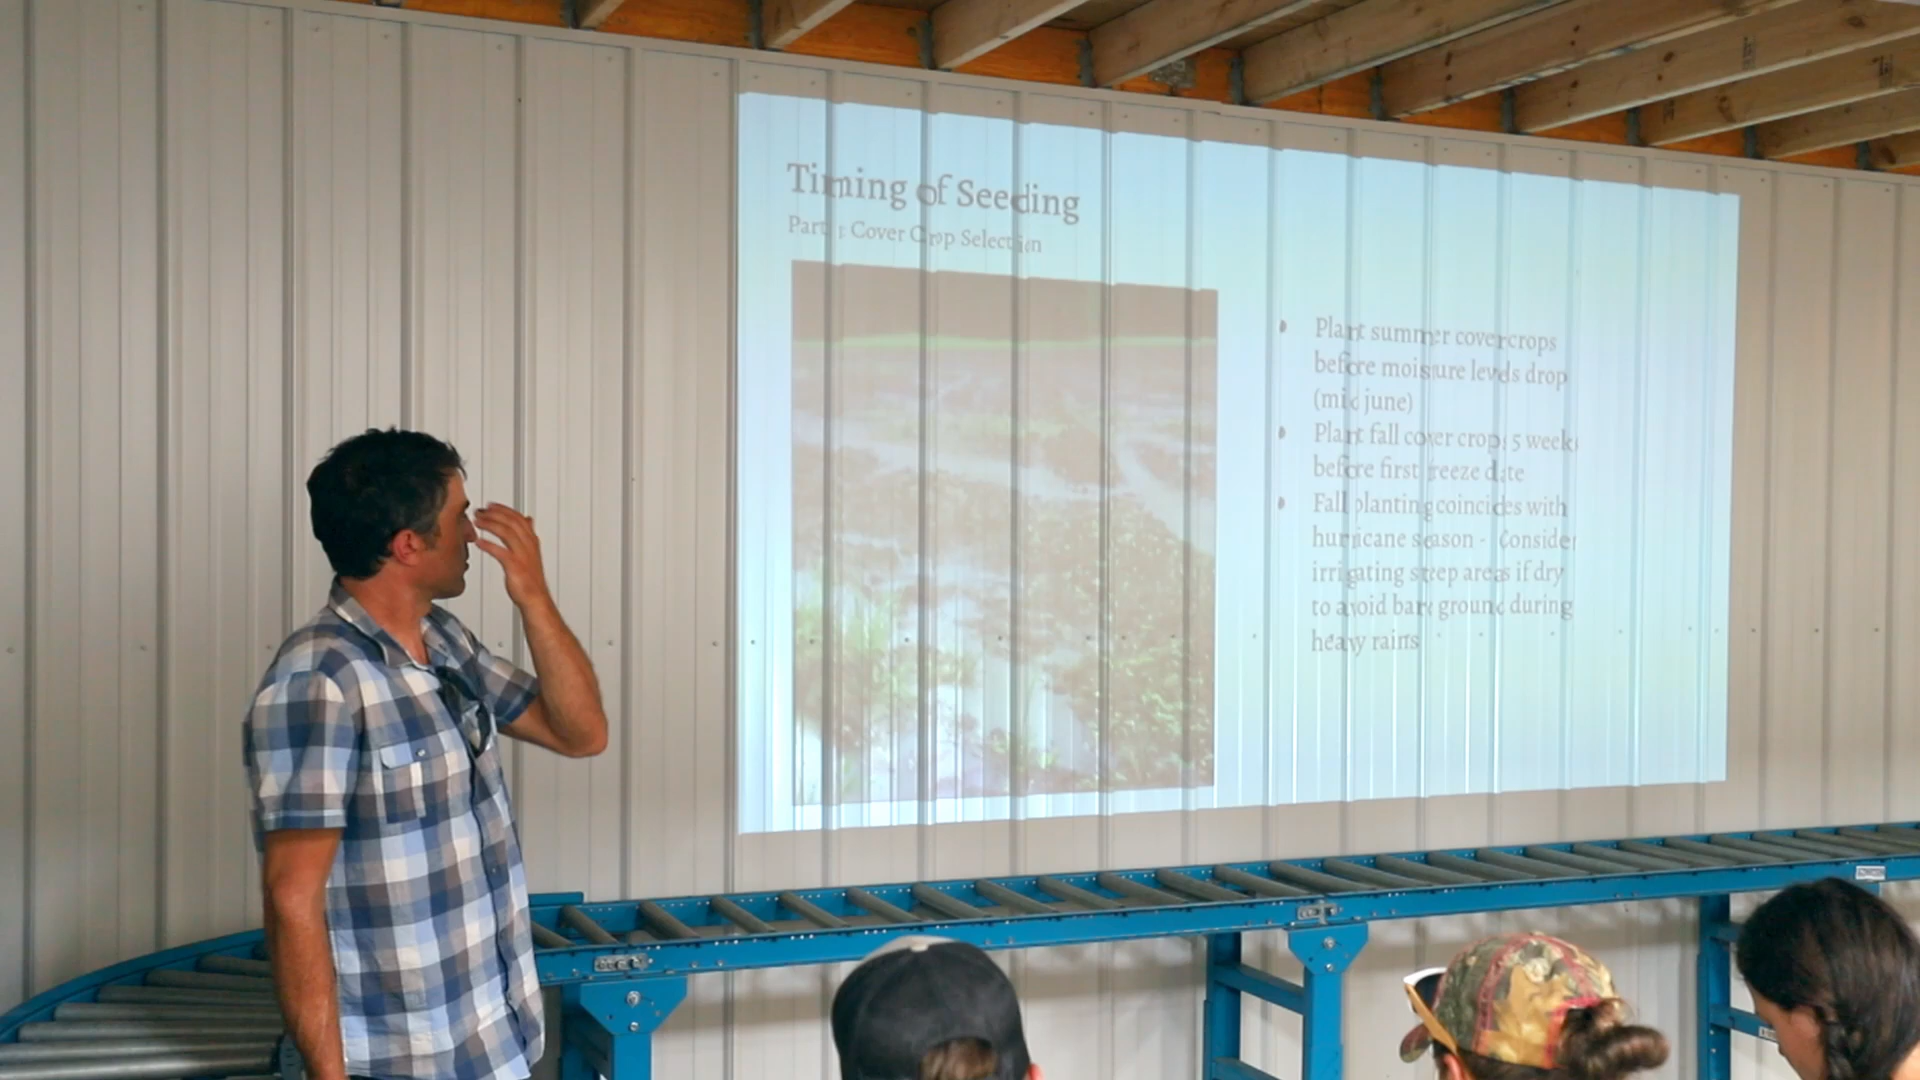 Timing of Seeding
Part : Cover Crop Selection
• Plant summer cover crops
before moisture levels drop
(mid june)
• Plant fall cover crops 5 weeks
before first freeze date
• Fall planting coincides with
hurricane season - Consider
irrigating steep areas if dry
to avoid bare ground during
heavy rains